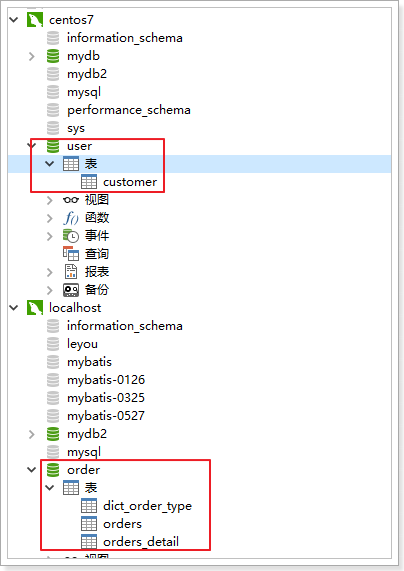 centos7
information_schema
mydb
mydb2
mysql
performance_schema
sys
user
表
customer
视图
函数
事件
查询
报表
备份
localhost
information_schema
leyou
mybatis
mybatis-0126
mybatis-0325
mybatis-0527
mydb2
mysql
order
表
dict_order_type
orders
orders_detail